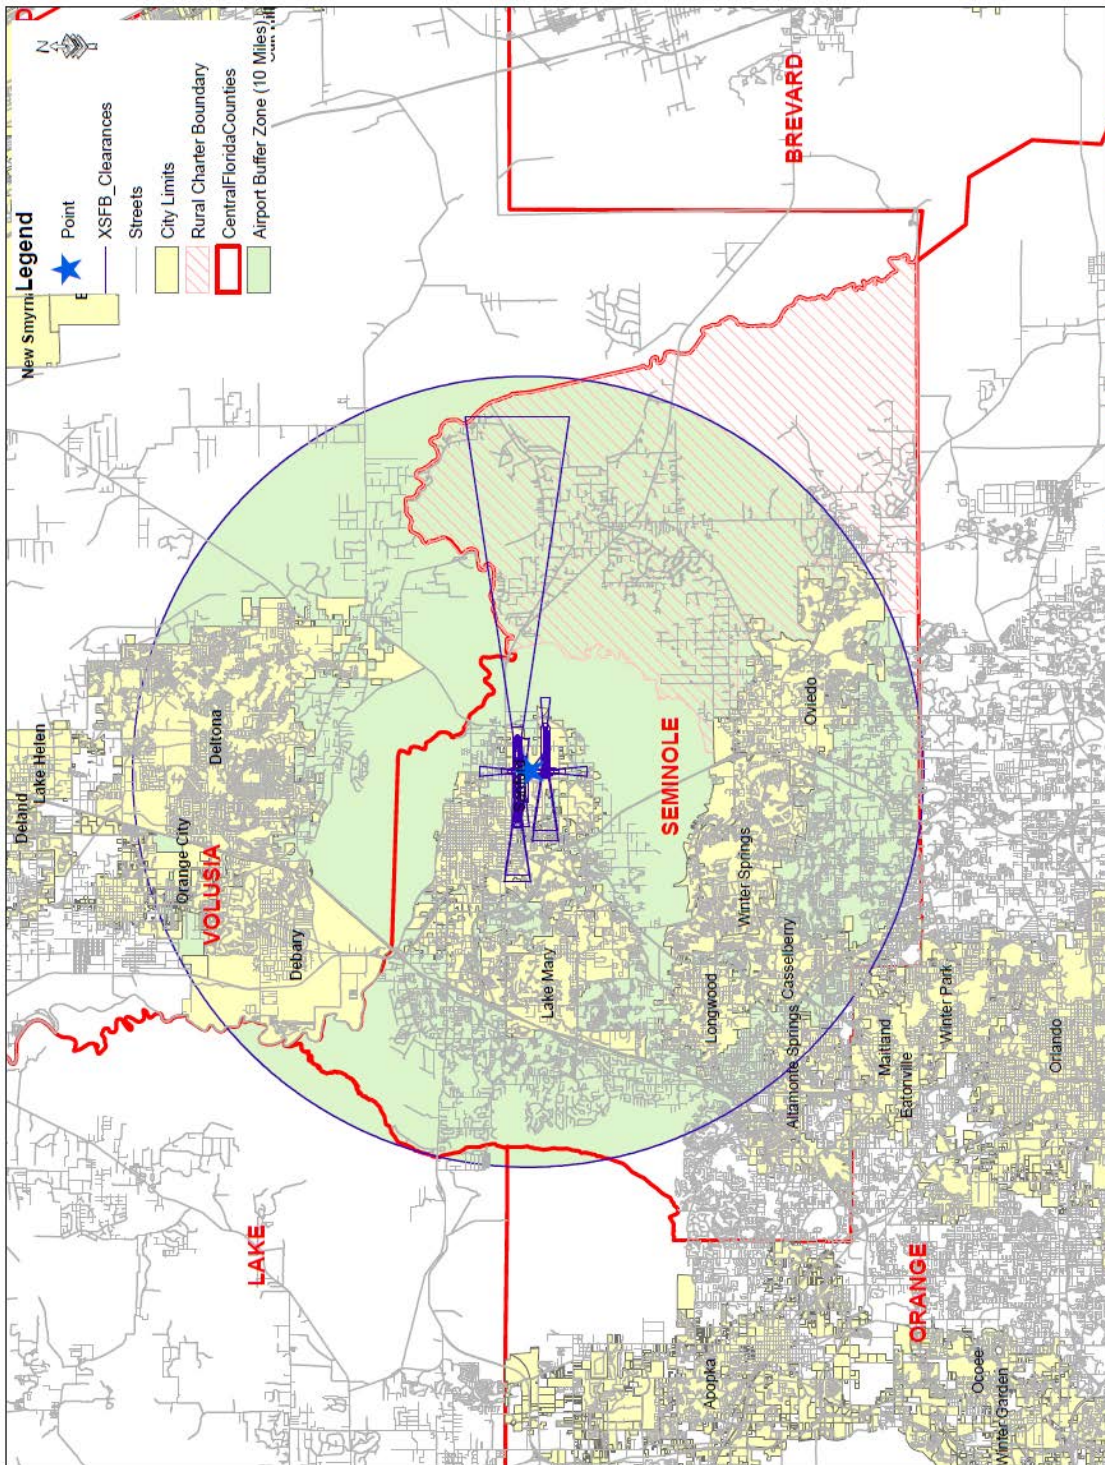 Legend
N
Point
XSFB_Clearances
Streets
City Limits
Rural Charter Boundary
CentralFloridaCounties
Airport Buffer Zone (10 Miles)
New Smyrn
Deland
Lake Helen
Deltona
Orange City
VOLUSIA
Debary
LAKE
BREVARD
SEMINOLE
Lake Mary
Oviedo
Winter Springs
Longwood
Casselberry
Altamonte Springs
Maitland
Eatonville
Winter Park
Orlando
ORANGE
Apopka
Ocoee
Winter Garden